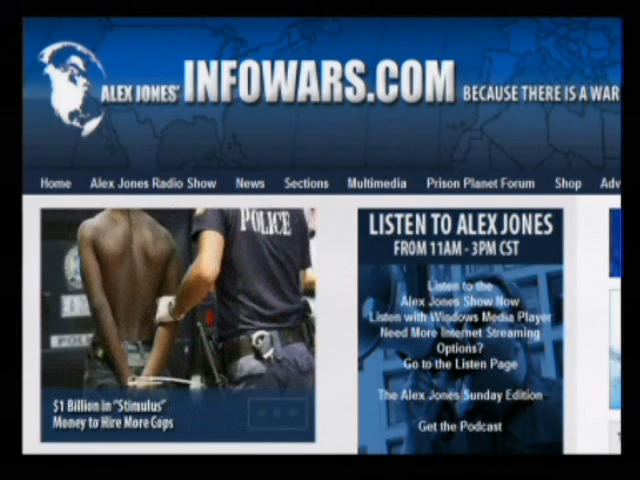 ALEX JONES' INFOWARS.COM BECAUSE THERE IS A WAR
Home Alex Jones Radio Show News Sections Multimedia Prison Planet Forum Shop Adv
POLICE
$1 Billion in "Stimulus"
Money to Hire More Cops
LISTEN TO ALEX JONES
FROM 11AM - 3PM CST
Listen to the
Alex Jones Show Now
Listen with Windows Media Player
Need More Internet Streaming
Options?
Go to the Listen Page
The Alex Jones Sunday Edition
Get the Podcast